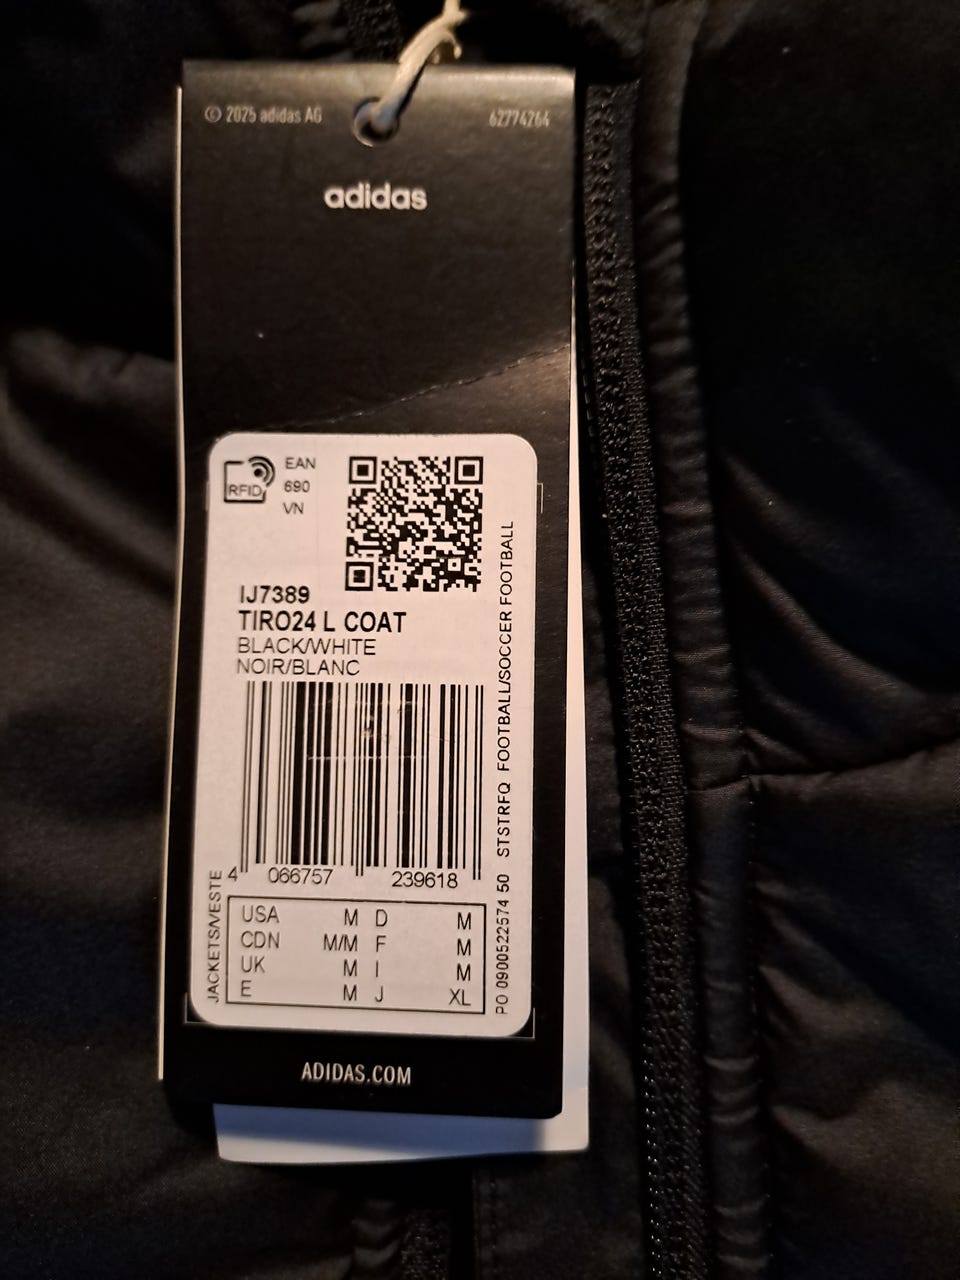 © 2025 adidas AG
62774264
adidas
RFID
EAN
690
VN
IJ7389
TIRO24 L COAT
BLACK/WHITE
NOIR/BLANC
4 066757 239618
USA M D M
CDN M/M F M
UK M I M
E M J XL
JACKETS/VESTE
PO 0900522574 50 STSTRFQ FOOTBALL/SOCCER FOOTBALL
ADIDAS.COM